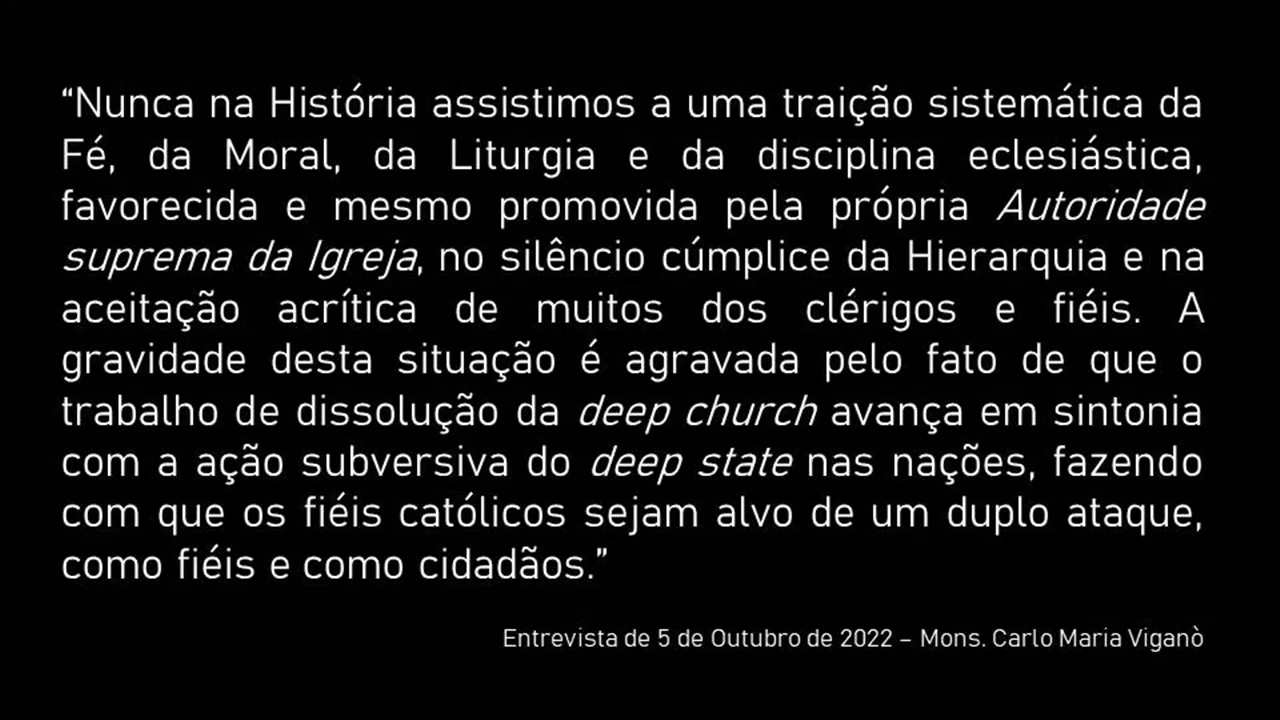 “Nunca na História assistimos a uma traição sistemática da
Fé, da Moral, da Liturgia e da disciplina eclesiástica,
favorecida e mesmo promovida pela própria Autoridade
suprema da Igreja, no silêncio cúmplice da Hierarquia e na
aceitação acrítica de muitos dos clérigos e fiéis. A
gravidade desta situação é agravada pelo fato de que o
trabalho de dissolução da deep church avança em sintonia
com a ação subversiva do deep state nas nações, fazendo
com que os fiéis católicos sejam alvo de um duplo ataque,
como fiéis e como cidadãos.”
Entrevista de 5 de Outubro de 2022 – Mons. Carlo Maria Viganò